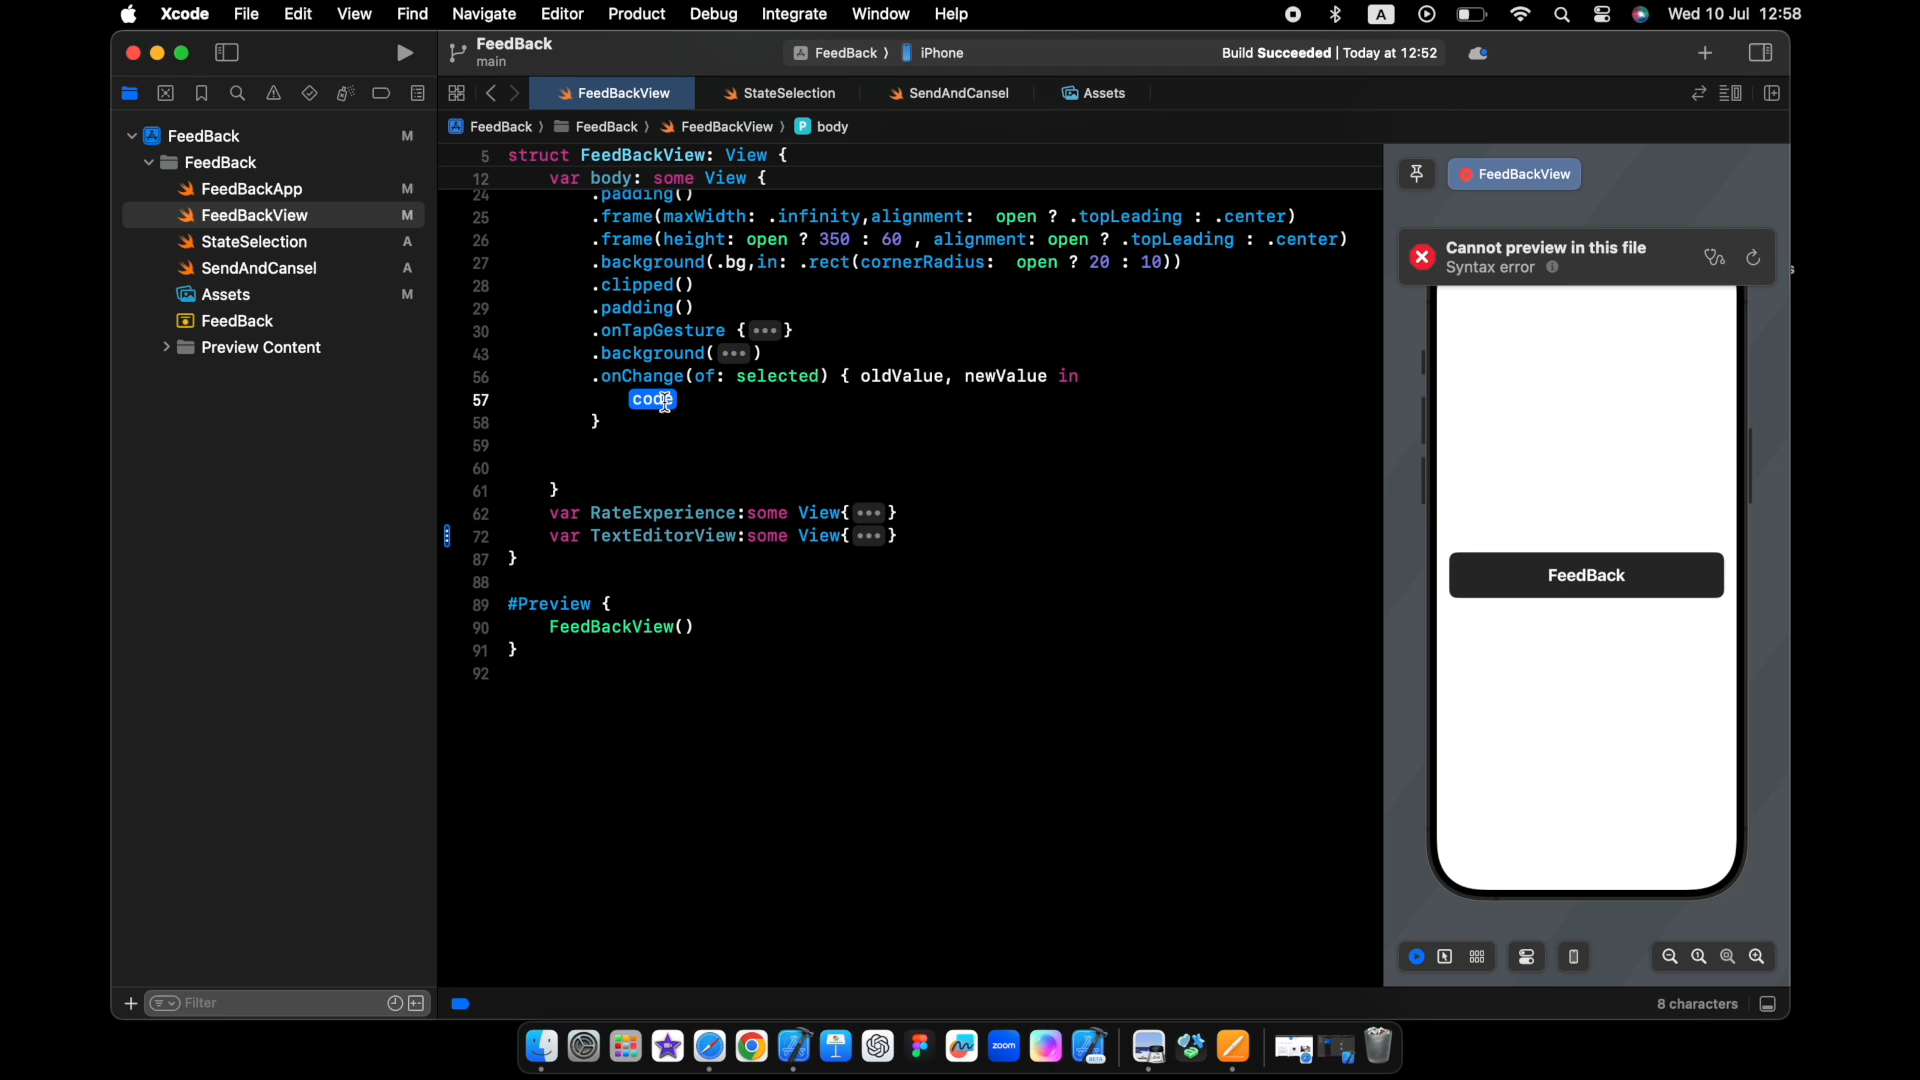 Xcode File Edit View Find Navigate Editor Product Debug Integrate Window Help A Wed 10 Jul 12:58
FeedBack
main
FeedBack ⟩ iPhone
Build Succeeded | Today at 12:52
FeedBackView StateSelection SendAndCansel Assets
FeedBack ⟩ FeedBack ⟩ FeedBackView ⟩ P body
FeedBack M
FeedBack
FeedBackApp M
FeedBackView M
StateSelection A
SendAndCansel A
Assets M
FeedBack
Preview Content
5 struct FeedBackView: View {
12 var body: some View {
24 .padding()
25 .frame(maxWidth: .infinity,alignment: open ? .topLeading : .center)
26 .frame(height: open ? 350 : 60 , alignment: open ? .topLeading : .center)
27 .background(.bg,in: .rect(cornerRadius: open ? 20 : 10))
28 .clipped()
29 .padding()
30 .onTapGesture {•••}
43 .background(•••)
56 .onChange(of: selected) { oldValue, newValue in
57 code
58 }
59
60
61 }
62 var RateExperience:some View{•••}
72 var TextEditorView:some View{•••}
87 }
88
89 #Preview {
90 FeedBackView()
91 }
92
FeedBackView
Cannot preview in this file
Syntax error
FeedBack
Filter
8 characters
zoom
BETA